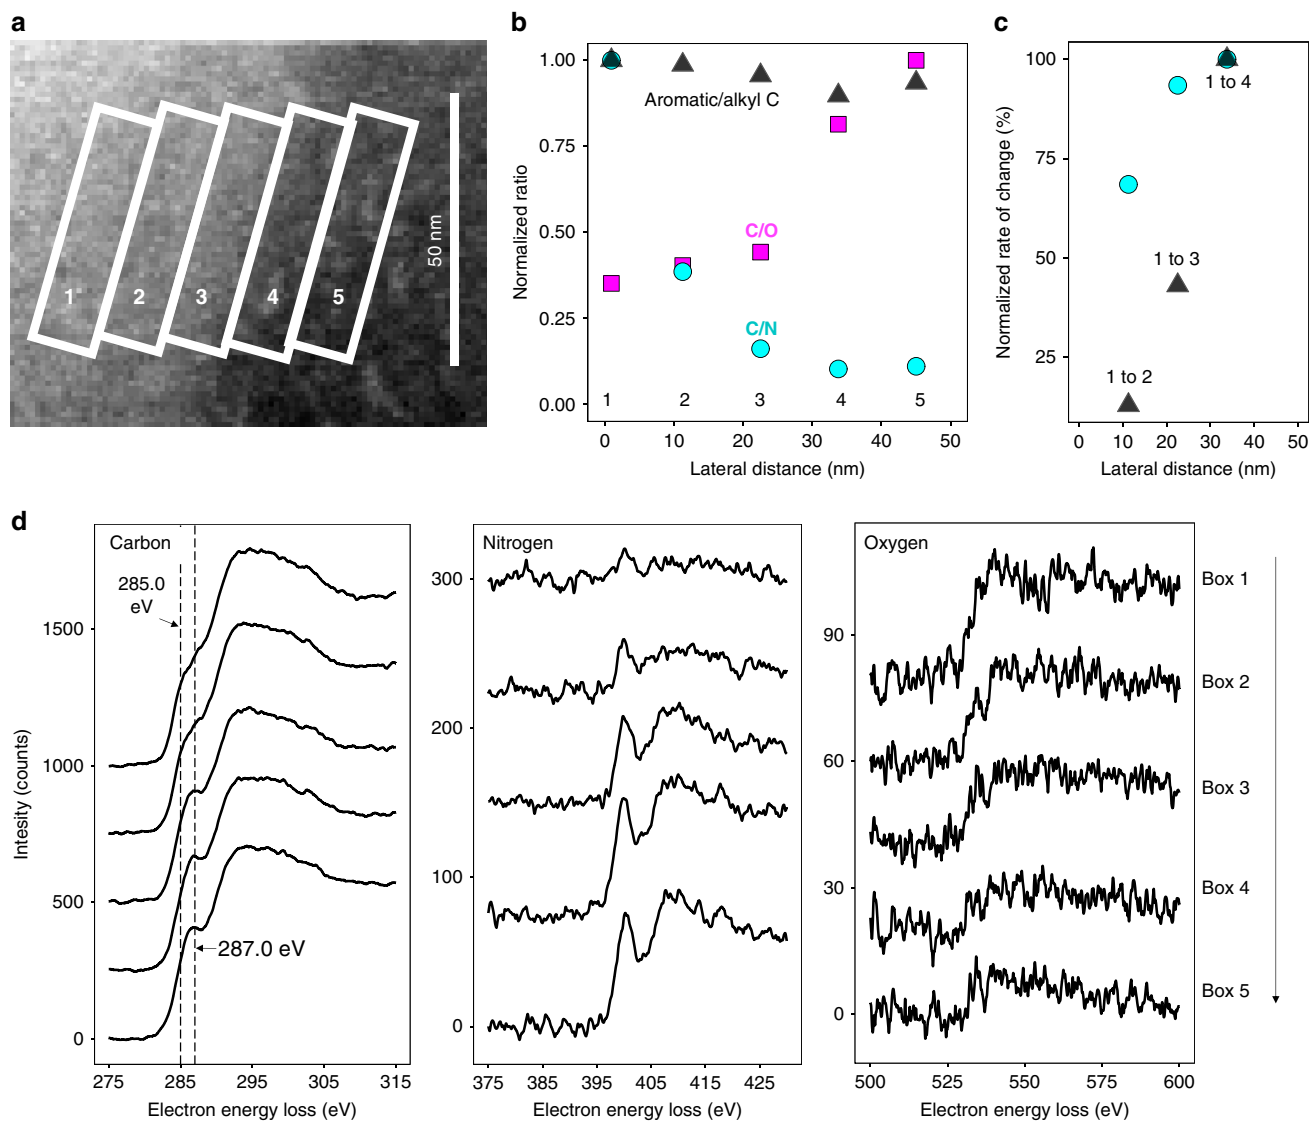 a
1
2
3
4
5
50 nm
b
1.00
0.75
0.50
0.25
0.00
Normalized ratio
Aromatic/alkyl C
C/O
C/N
1
2
3
4
5
0
10
20
30
40
50
Lateral distance (nm)
c
100
75
50
25
Normalized rate of change (%)
1 to 4
1 to 3
1 to 2
0
10
20
30
40
50
Lateral distance (nm)
d
Carbon
285.0
eV
287.0 eV
1500
1000
500
0
Intesity (counts)
275
285
295
305
315
Electron energy loss (eV)
Nitrogen
300
200
100
0
375
385
395
405
415
425
Electron energy loss (eV)
Oxygen
90
60
30
0
500
525
550
575
600
Electron energy loss (eV)
Box 1
Box 2
Box 3
Box 4
Box 5